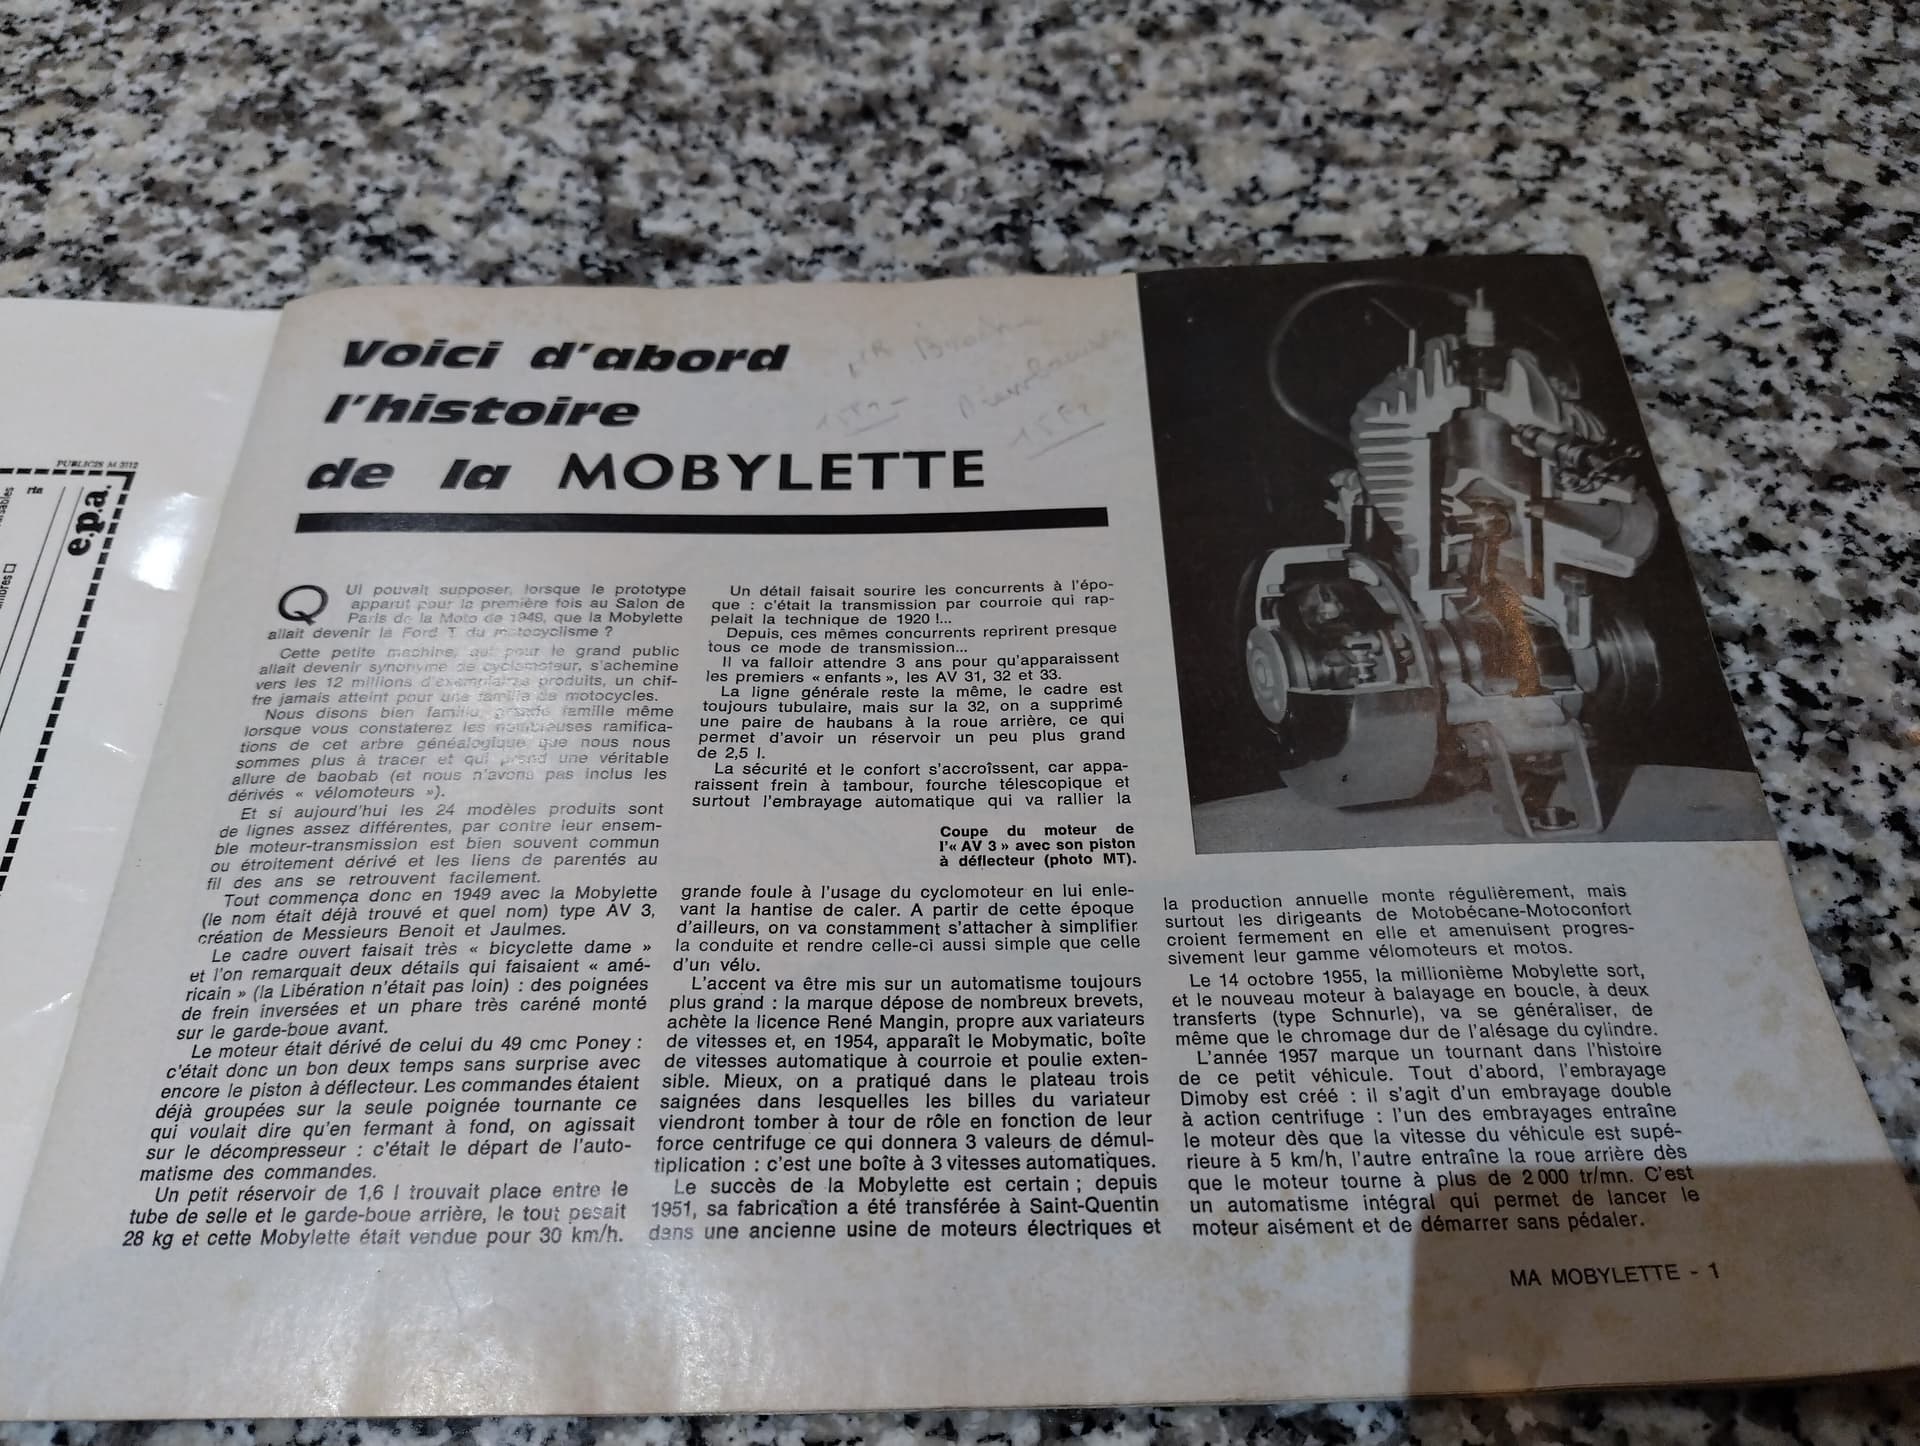 PUBLICIS M 3112
e.p.a.
Voici d'abord
l'histoire
de la MOBYLETTE
QUI pouvait supposer, lorsque le prototype
apparut pour la première fois au Salon de
Paris de la Moto de 1949, que la Mobylette
allait devenir la Ford T du motocyclisme ?
Cette petite machine, qui pour le grand public
allait devenir synonyme de cyclomoteur, s'achemine
vers les 12 millions d'exemplaires produits, un chif-
fre jamais atteint pour une famille de motocycles.
Nous disons bien famille, grande famille même
lorsque vous constaterez les nombreuses ramifica-
tions de cet arbre généalogique que nous nous
sommes plus à tracer et qui prend une véritable
allure de baobab (et nous n'avons pas inclus les
dérivés « vélomoteurs »).
Et si aujourd'hui les 24 modèles produits sont
de lignes assez différentes, par contre leur ensem-
ble moteur-transmission est bien souvent commun
ou étroitement dérivé et les liens de parentés au
fil des ans se retrouvent facilement.
Tout commença donc en 1949 avec la Mobylette
(le nom était déjà trouvé et quel nom) type AV 3,
création de Messieurs Benoit et Jaulmes.
Le cadre ouvert faisait très « bicyclette dame »
et l'on remarquait deux détails qui faisaient « amé-
ricain » (la Libération n'était pas loin) : des poignées
de frein inversées et un phare très caréné monté
sur le garde-boue avant.
Le moteur était dérivé de celui du 49 cmc Poney :
c'était donc un bon deux temps sans surprise avec
encore le piston à déflecteur. Les commandes étaient
déjà groupées sur la seule poignée tournante ce
qui voulait dire qu'en fermant à fond, on agissait
sur le décompresseur : c'était le départ de l'auto-
matisme des commandes.
Un petit réservoir de 1,6 l trouvait place entre le
tube de selle et le garde-boue arrière, le tout pesait
28 kg et cette Mobylette était vendue pour 30 km/h.
Un détail faisait sourire les concurrents à l'épo-
que : c'était la transmission par courroie qui rap-
pelait la technique de 1920 !...
Depuis, ces mêmes concurrents reprirent presque
tous ce mode de transmission...
Il va falloir attendre 3 ans pour qu'apparaissent
les premiers « enfants », les AV 31, 32 et 33.
La ligne générale reste la même, le cadre est
toujours tubulaire, mais sur la 32, on a supprimé
une paire de haubans à la roue arrière, ce qui
permet d'avoir un réservoir un peu plus grand
de 2,5 l.
La sécurité et le confort s'accroîssent, car appa-
raissent frein à tambour, fourche télescopique et
surtout l'embrayage automatique qui va rallier la
Coupe du moteur de
l'« AV 3 » avec son piston
à déflecteur (photo MT).
grande foule à l'usage du cyclomoteur en lui enle-
vant la hantise de caler. A partir de cette époque
d'ailleurs, on va constamment s'attacher à simplifier
la conduite et rendre celle-ci aussi simple que celle
d'un vélo.
L'accent va être mis sur un automatisme toujours
plus grand : la marque dépose de nombreux brevets,
achète la licence René Mangin, propre aux variateurs
de vitesses et, en 1954, apparaît le Mobymatic, boîte
de vitesses automatique à courroie et poulie exten-
sible. Mieux, on a pratiqué dans le plateau trois
saignées dans lesquelles les billes du variateur
viendront tomber à tour de rôle en fonction de leur
force centrifuge ce qui donnera 3 valeurs de démul-
tiplication : c'est une boîte à 3 vitesses automatiques.
Le succès de la Mobylette est certain ; depuis
1951, sa fabrication a été transférée à Saint-Quentin
dans une ancienne usine de moteurs électriques et
la production annuelle monte régulièrement, mais
surtout les dirigeants de Motobécane-Motoconfort
croient fermement en elle et amenuisent progres-
sivement leur gamme vélomoteurs et motos.
Le 14 octobre 1955, la millionième Mobylette sort,
et le nouveau moteur à balayage en boucle, à deux
transferts (type Schnurle), va se généraliser, de
même que le chromage dur de l'alésage du cylindre.
L'année 1957 marque un tournant dans l'histoire
de ce petit véhicule. Tout d'abord, l'embrayage
Dimoby est créé : il s'agit d'un embrayage double
à action centrifuge : l'un des embrayages entraîne
le moteur dès que la vitesse du véhicule est supé-
rieure à 5 km/h, l'autre entraîne la roue arrière dès
que le moteur tourne à plus de 2 000 tr/mn. C'est
un automatisme intégral qui permet de lancer le
moteur aisément et de démarrer sans pédaler.
MA MOBYLETTE - 1